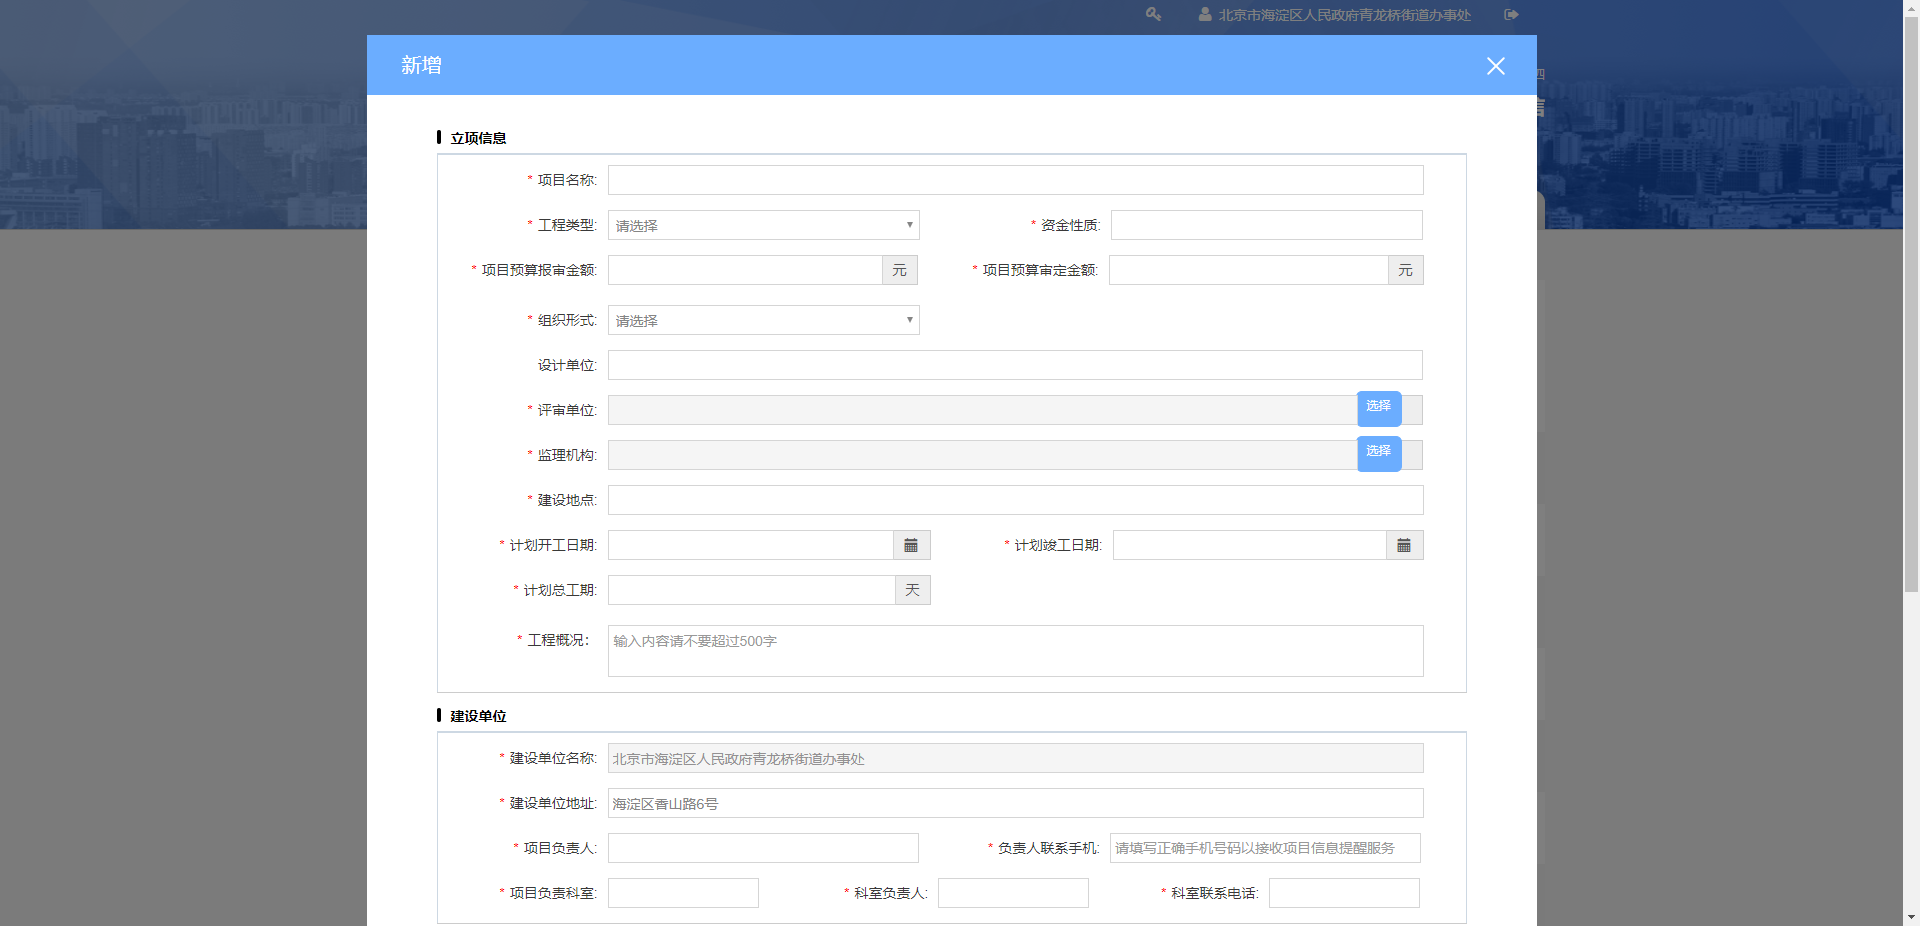 北京市海淀区人民政府青龙桥街道办事处
新增
立项信息
* 项目名称:
* 工程类型: 请选择 * 资金性质:
* 项目预算报审金额: 元 * 项目预算审定金额: 元
* 组织形式: 请选择
设计单位:
* 评审单位: 选择
* 监理机构: 选择
* 建设地点:
* 计划开工日期: * 计划竣工日期:
* 计划总工期: 天
* 工程概况： 输入内容请不要超过500字
建设单位
* 建设单位名称: 北京市海淀区人民政府青龙桥街道办事处
* 建设单位地址: 海淀区香山路6号
* 项目负责人: * 负责人联系手机: 请填写正确手机号码以接收项目信息提醒服务
* 项目负责科室: * 科室负责人: * 科室联系电话: